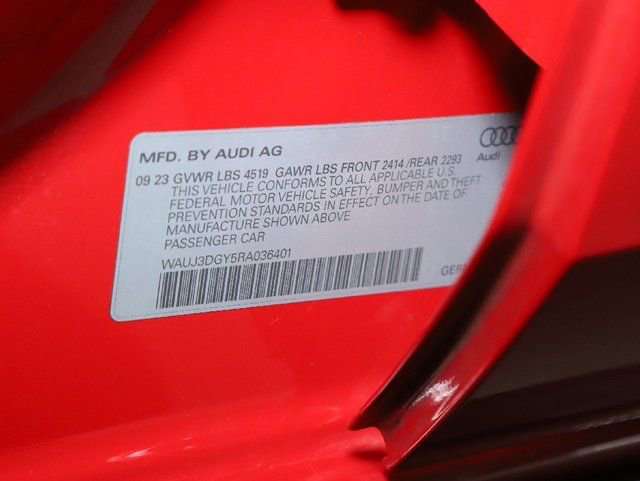 MFD. BY AUDI AG
Audi
09 23 GVWR LBS 4519 GAWR LBS FRONT 2414 /REAR 2293
THIS VEHICLE CONFORMS TO ALL APPLICABLE U.S.
FEDERAL MOTOR VEHICLE SAFETY, BUMPER AND THEFT
PREVENTION STANDARDS IN EFFECT ON THE DATE OF
MANUFACTURE SHOWN ABOVE
PASSENGER CAR
WAUJ3DGY5RA036401